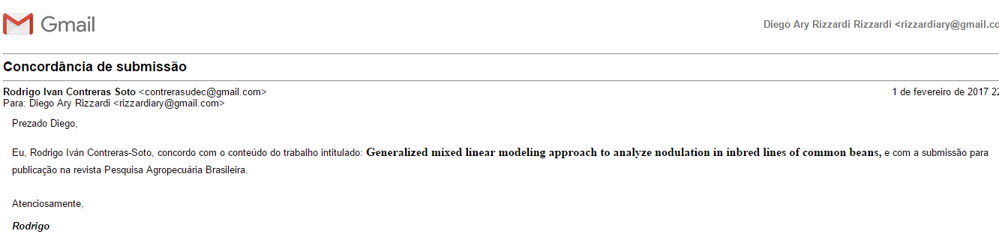 Gmail
Diego Ary Rizzardi Rizzardi <rizzardiary@gmail.co
Concordância de submissão
Rodrigo Ivan Contreras Soto <contrerasudec@gmail.com>
1 de fevereiro de 2017 22
Para: Diego Ary Rizzardi <rizzardiary@gmail.com>
Prezado Diego,
Eu, Rodrigo Iván Contreras-Soto, concordo com o conteúdo do trabalho intitulado: Generalized mixed linear modeling approach to analyze nodulation in inbred lines of common beans, e com a submissão para
publicação na revista Pesquisa Agropecuária Brasileira.
Atenciosamente,
Rodrigo